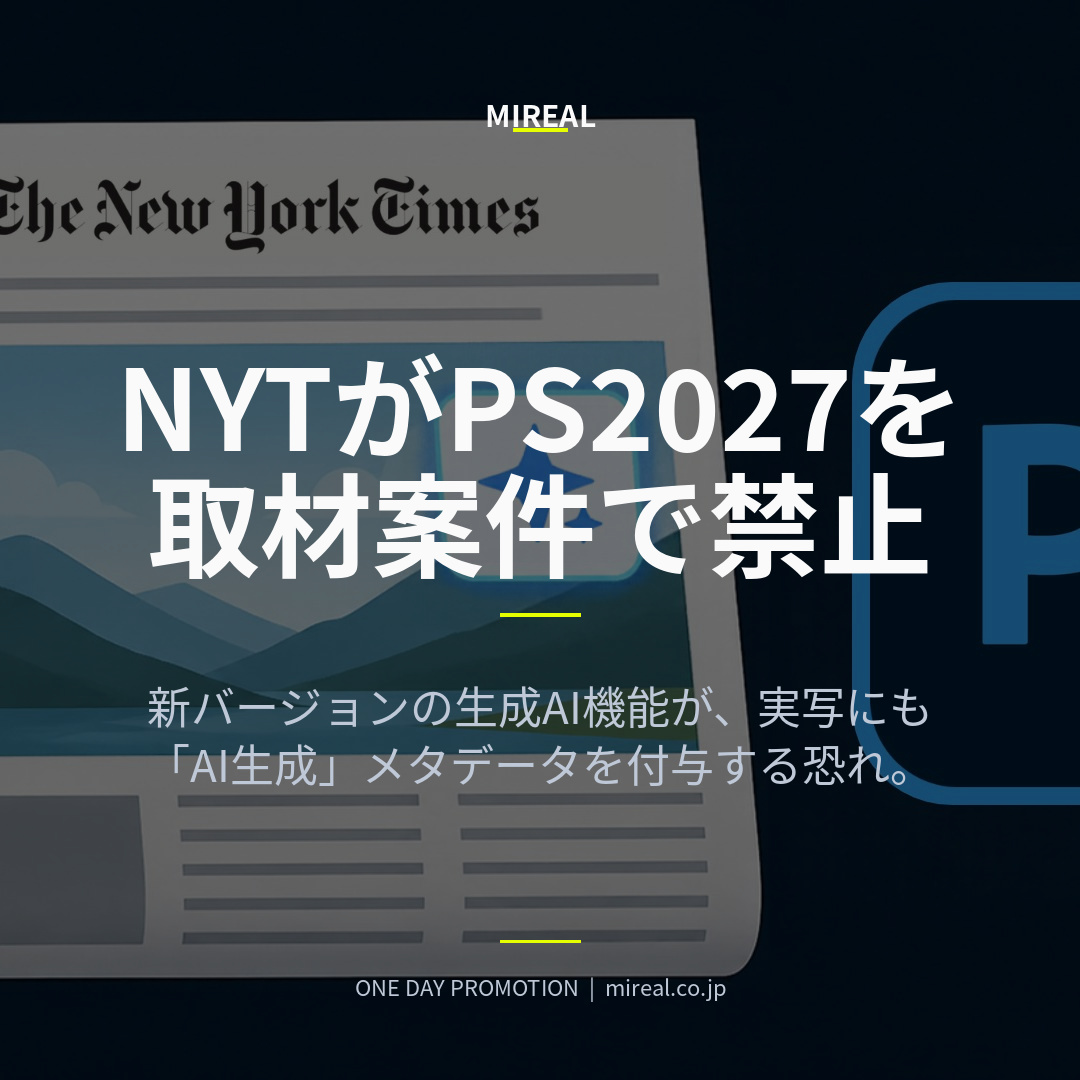 MIREAL
The New York Times
NYTがPS2027を
取材案件で禁止
新バージョンの生成AI機能が、実写にも
「AI生成」メタデータを付与する恐れ。
P
ONE DAY PROMOTION | mireal.co.jp